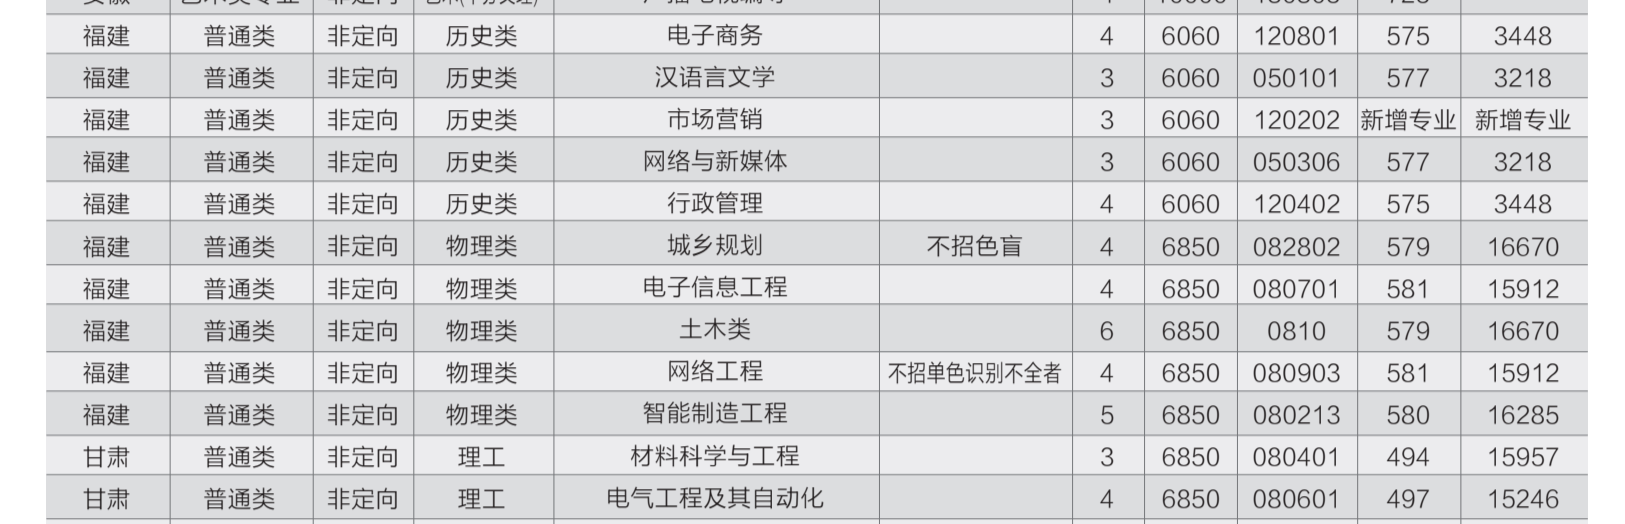 福建 普通类 非定向 历史类 电子商务 4 6060 120801 575 3448
福建 普通类 非定向 历史类 汉语言文学 3 6060 050101 577 3218
福建 普通类 非定向 历史类 市场营销 3 6060 120202 新增专业 新增专业
福建 普通类 非定向 历史类 网络与新媒体 3 6060 050306 577 3218
福建 普通类 非定向 历史类 行政管理 4 6060 120402 575 3448
福建 普通类 非定向 物理类 城乡规划 不招色盲 4 6850 082802 579 16670
福建 普通类 非定向 物理类 电子信息工程 4 6850 080701 581 15912
福建 普通类 非定向 物理类 土木类 6 6850 0810 579 16670
福建 普通类 非定向 物理类 网络工程 不招单色识别不全者 4 6850 080903 581 15912
福建 普通类 非定向 物理类 智能制造工程 5 6850 080213 580 16285
甘肃 普通类 非定向 理工 材料科学与工程 3 6850 080401 494 15957
甘肃 普通类 非定向 理工 电气工程及其自动化 4 6850 080601 497 15246